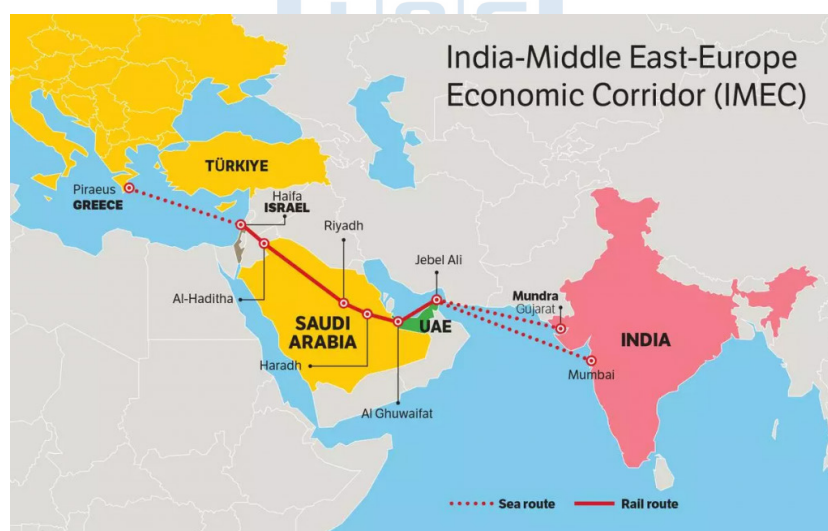 India-Middle East-Europe
Economic Corridor (IMEC)
TÜRKIYE
Piraeus
GREECE
Haifa
ISRAEL
Riyadh
Jebel Ali
Al-Haditha
Mundra
Gujarat
SAUDI
ARABIA
UAE
INDIA
Haradh
Mumbai
Al Ghuwaifat
Sea route
Rail route